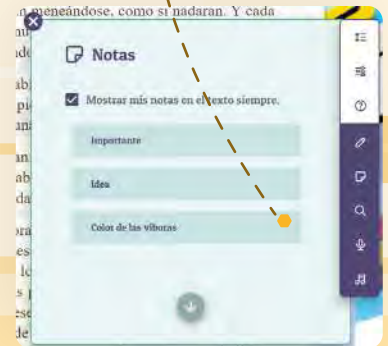 meneándose, como si nadaran. Y cada
Notas
Mostrar mis notas en el texto siempre.
Importante
Idea
Color de las víboras